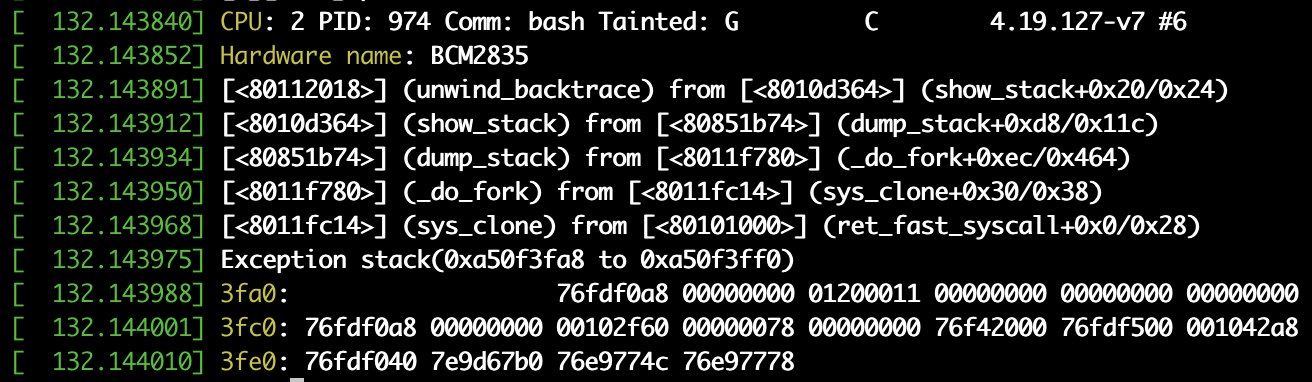 [  132.143840] CPU: 2 PID: 974 Comm: bash Tainted: G         C        4.19.127-v7 #6
[  132.143852] Hardware name: BCM2835
[  132.143891] [<80112018>] (unwind_backtrace) from [<8010d364>] (show_stack+0x20/0x24)
[  132.143912] [<8010d364>] (show_stack) from [<80851b74>] (dump_stack+0xd8/0x11c)
[  132.143934] [<80851b74>] (dump_stack) from [<8011f780>] (_do_fork+0xec/0x464)
[  132.143950] [<8011f780>] (_do_fork) from [<8011fc14>] (sys_clone+0x30/0x38)
[  132.143968] [<8011fc14>] (sys_clone) from [<80101000>] (ret_fast_syscall+0x0/0x28)
[  132.143975] Exception stack(0xa50f3fa8 to 0xa50f3ff0)
[  132.143988] 3fa0:                   76fdf0a8 00000000 01200011 00000000 00000000 00000000
[  132.144001] 3fc0: 76fdf0a8 00000000 00102f60 00000078 00000000 76f42000 76fdf500 001042a8
[  132.144010] 3fe0: 76fdf040 7e9d67b0 76e9774c 76e97778